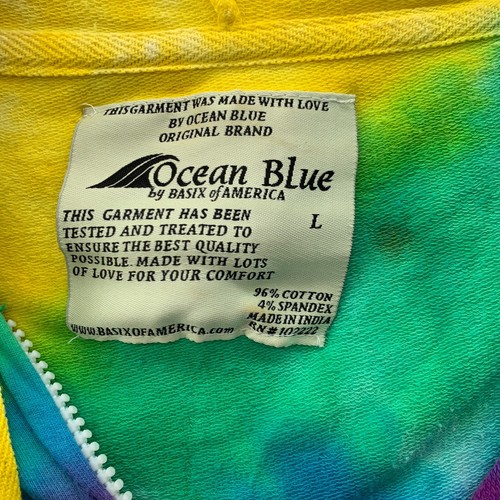 THIS GARMENT WAS MADE WITH LOVE
BY OCEAN BLUE
ORIGINAL BRAND
Ocean Blue
by BASIX of AMERICA
THIS GARMENT HAS BEEN
TESTED AND TREATED TO
ENSURE THE BEST QUALITY
POSSIBLE. MADE WITH LOTS
OF LOVE FOR YOUR COMFORT
L
96% COTTON
4% SPANDEX
MADE IN INDIA
RN# 102222
WWW.BASIXOFAMERICA.com